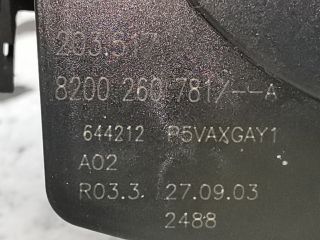 203.517
8200 260 781/--A
644212 P5VAXGAY1
A02
R03.3. 27.09.03
2488